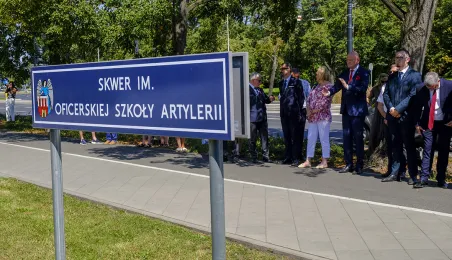 SKWER IM.
OFICERSKIEJ SZKOŁY ARTYLERII